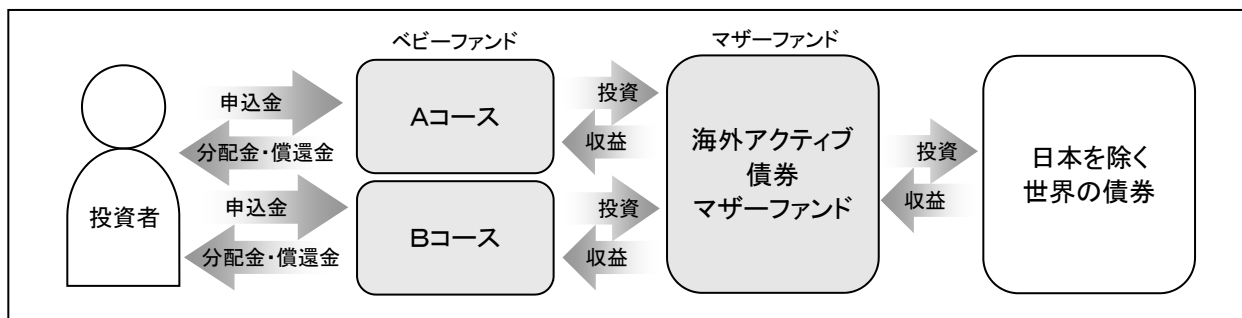 ベビーファンド
マザーファンド
申込金
分配金・償還金
Aコース
投資
収益
投資者
申込金
分配金・償還金
Bコース
投資
収益
海外アクティブ
債券
マザーファンド
投資
収益
日本を除く
世界の債券